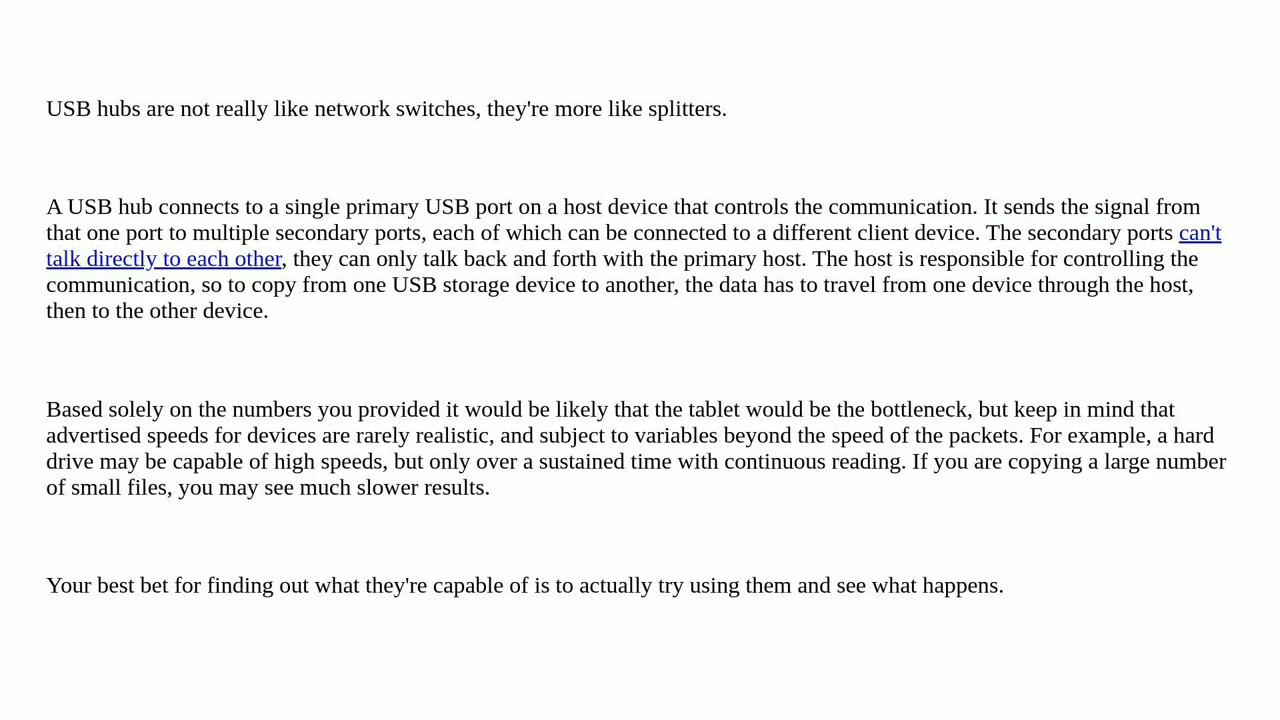 USB hubs are not really like network switches, they're more like splitters.
A USB hub connects to a single primary USB port on a host device that controls the communication. It sends the signal from
that one port to multiple secondary ports, each of which can be connected to a different client device. The secondary ports can't
talk directly to each other, they can only talk back and forth with the primary host. The host is responsible for controlling the
communication, so to copy from one USB storage device to another, the data has to travel from one device through the host,
then to the other device.
Based solely on the numbers you provided it would be likely that the tablet would be the bottleneck, but keep in mind that
advertised speeds for devices are rarely realistic, and subject to variables beyond the speed of the packets. For example, a hard
drive may be capable of high speeds, but only over a sustained time with continuous reading. If you are copying a large number
of small files, you may see much slower results.
Your best bet for finding out what they're capable of is to actually try using them and see what happens.